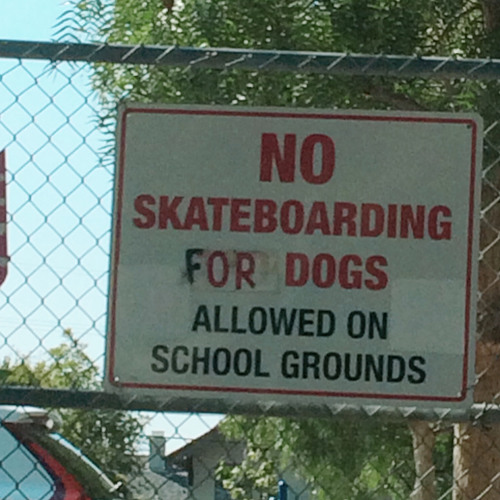 NO
SKATEBOARDING
FOR DOGS
ALLOWED ON
SCHOOL GROUNDS